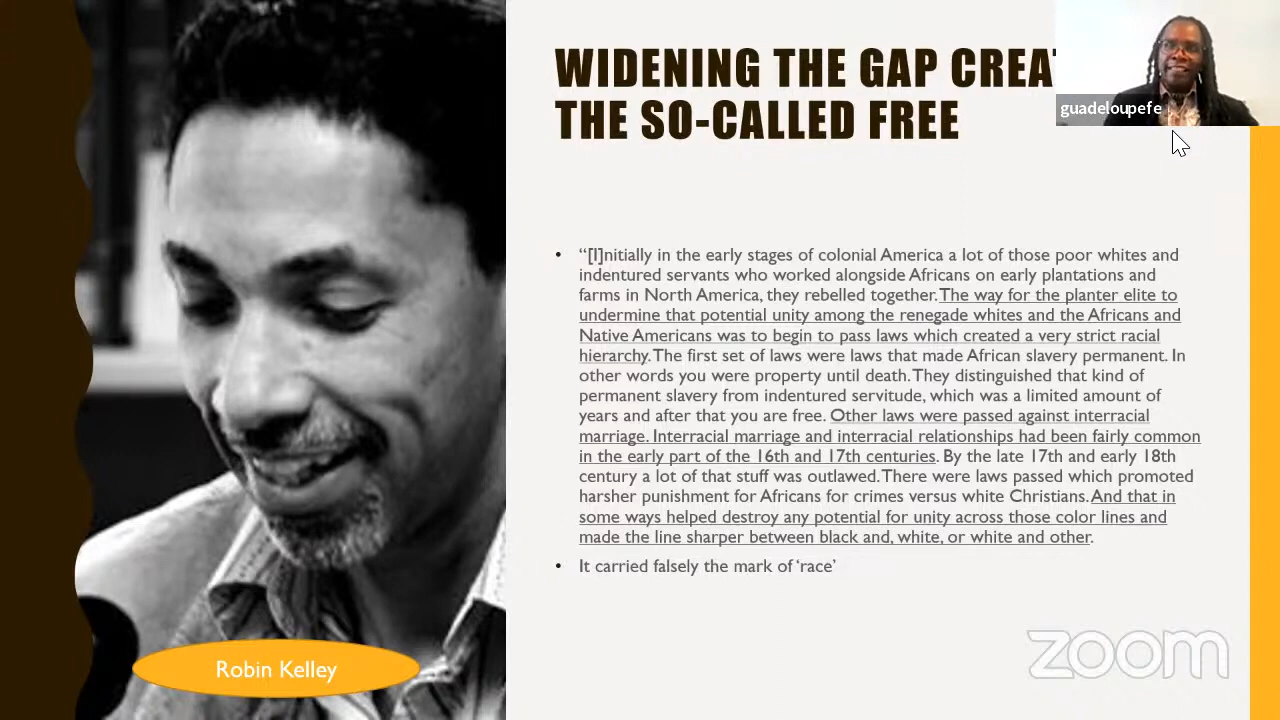 WIDENING THE GAP CREAT
THE SO-CALLED FREE
guadeloupefe
• “[I]nitially in the early stages of colonial America a lot of those poor whites and
indentured servants who worked alongside Africans on early plantations and
farms in North America, they rebelled together. The way for the planter elite to
undermine that potential unity among the renegade whites and the Africans and
Native Americans was to begin to pass laws which created a very strict racial
hierarchy. The first set of laws were laws that made African slavery permanent. In
other words you were property until death. They distinguished that kind of
permanent slavery from indentured servitude, which was a limited amount of
years and after that you are free. Other laws were passed against interracial
marriage. Interracial marriage and interracial relationships had been fairly common
in the early part of the 16th and 17th centuries. By the late 17th and early 18th
century a lot of that stuff was outlawed. There were laws passed which promoted
harsher punishment for Africans for crimes versus white Christians. And that in
some ways helped destroy any potential for unity across those color lines and
made the line sharper between black and, white, or white and other.
• It carried falsely the mark of ‘race’
Robin Kelley
zoom